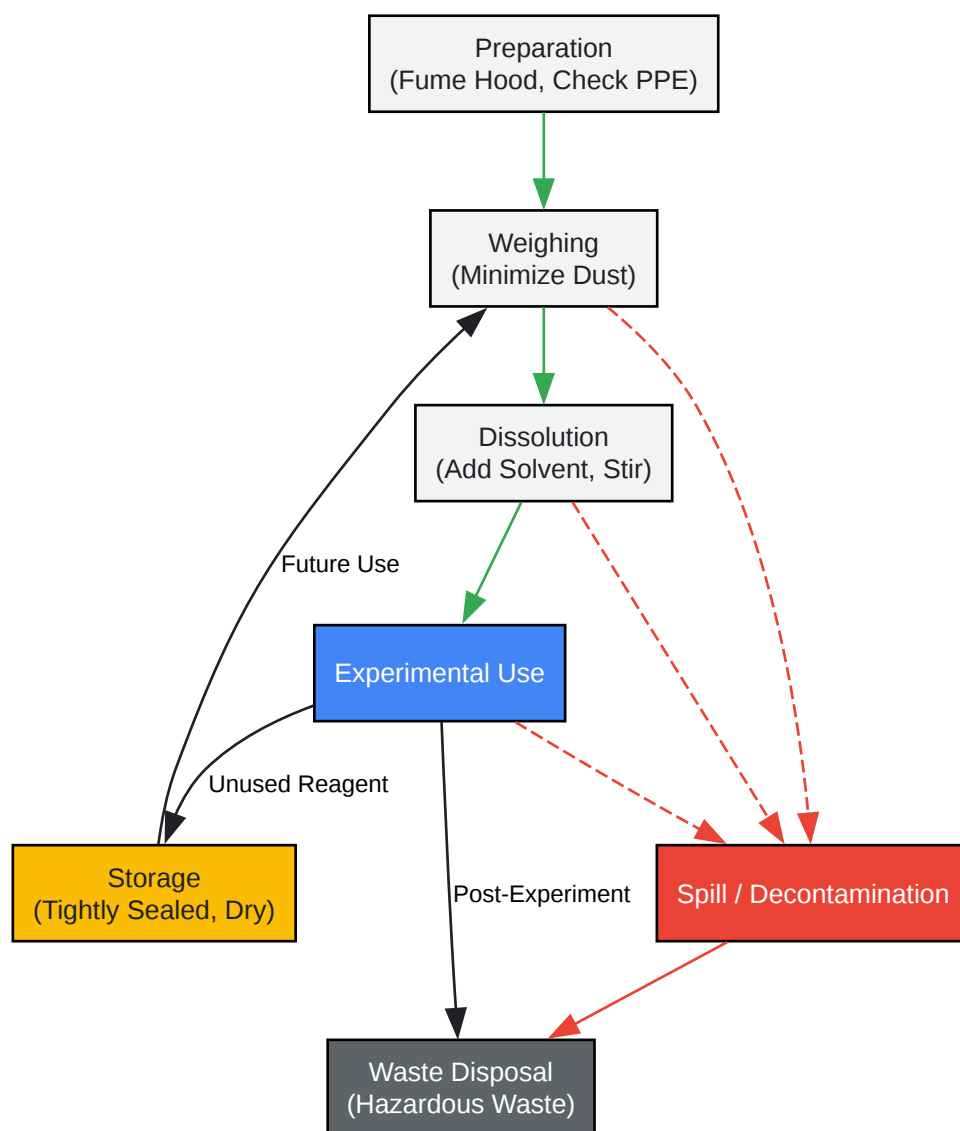 Preparation
(Fume Hood, Check PPE)
Weighing
(Minimize Dust)
Dissolution
(Add Solvent, Stir)
Future Use
Experimental Use
Unused Reagent
Storage
(Tightly Sealed, Dry)
Post-Experiment
Spill / Decontamination
Waste Disposal
(Hazardous Waste)